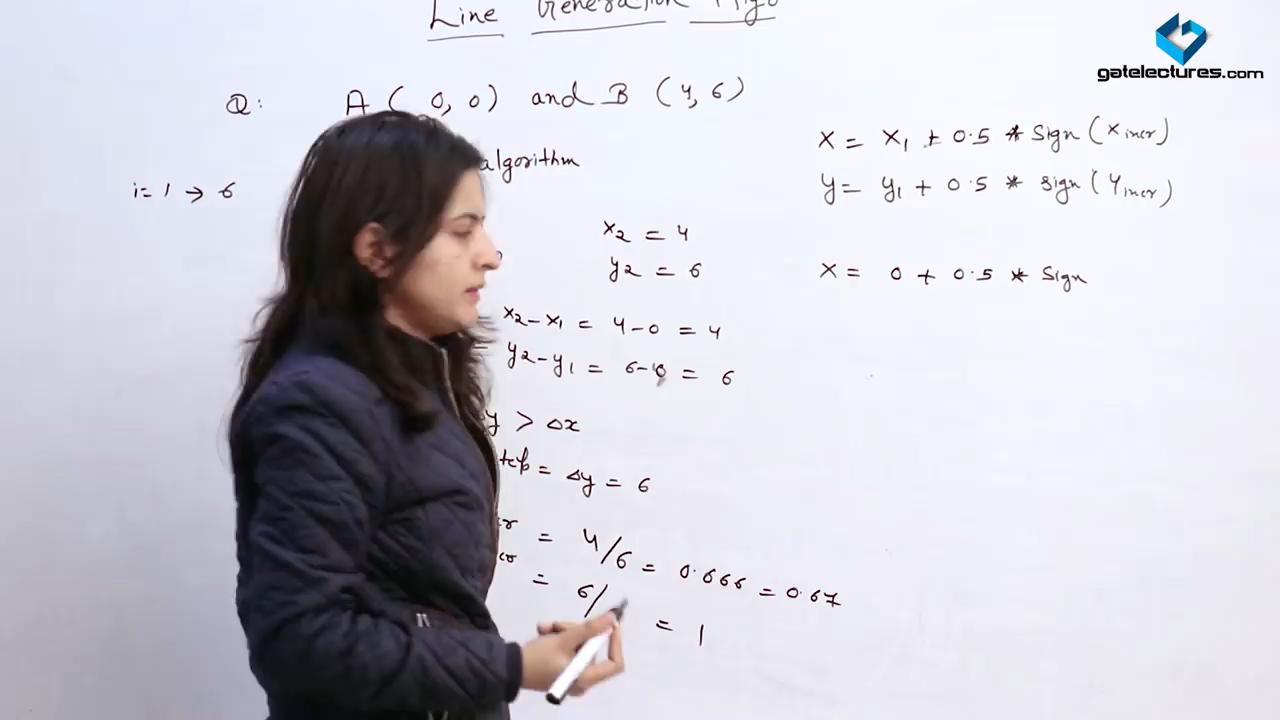 Line Generation Algo
gatelectures.com
Q: A ( 0, 0) and B (4, 6)
algorithm
i= 1 → 6
x2 = 4
y2 = 6
x2-x1 = 4-0 = 4
y2-y1 = 6-0 = 6
y > Δx
tep = Δy = 6
= 4/6 = 0.666 = 0.67
= 6/ = 1
X = X1 + 0.5 * Sign (Xincr)
y = y1 + 0.5 * sign (Yincr)
X = 0 + 0.5 * Sign